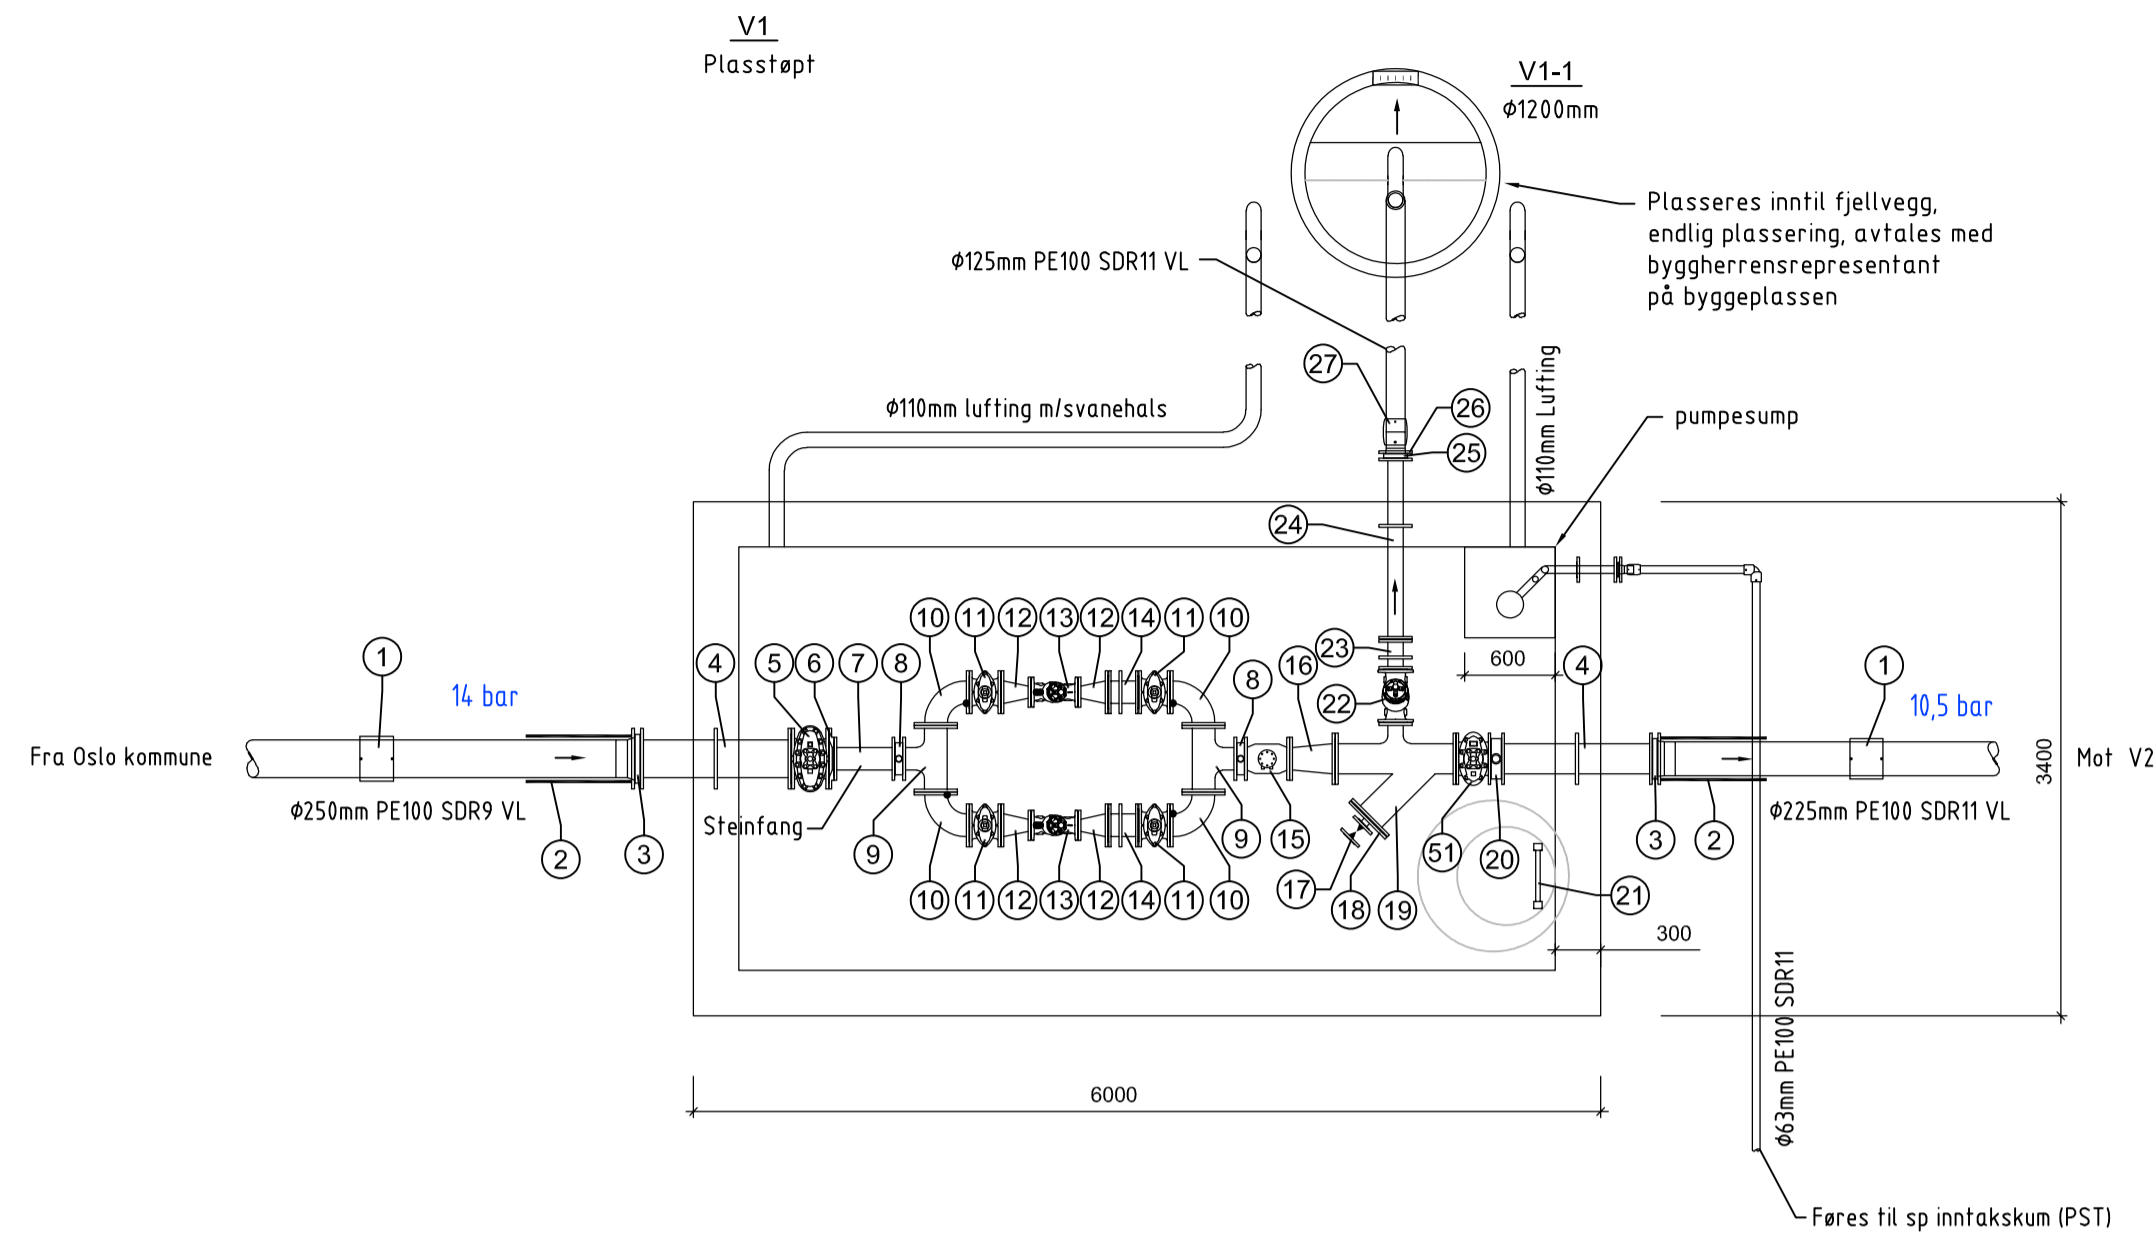 V1
Plasstøpt
V1-1
Φ1200mm
Plasseres inntil fjellvegg,
endlig plassering, avtales med
byggherrensrepresentant
på byggeplassen
Φ125mm PE100 SDR11 VL
27
Φ110mm lufting m/svanehals
26
25
Φ110mm Lufting
pumpesump
24
10
11
12
13
12
14
11
10
23
16
600
4
1
1
4
5
6
7
8
8
22
14 bar
10,5 bar
Fra Oslo kommune
Mot V2
3400
Φ250mm PE100 SDR9 VL
Φ225mm PE100 SDR11 VL
Steinfang
2
3
9
9
15
51
20
3
2
10
11
12
13
12
14
11
10
17
18
19
21
300
Φ63mm PE100 SDR11
6000
Føres til sp inntakskum (PST)